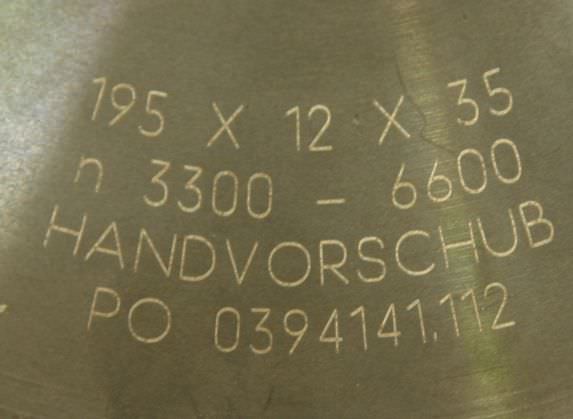 195 X 12 X 35
n 3300 - 6600
HANDVORSCHUB
PO 0394141.112